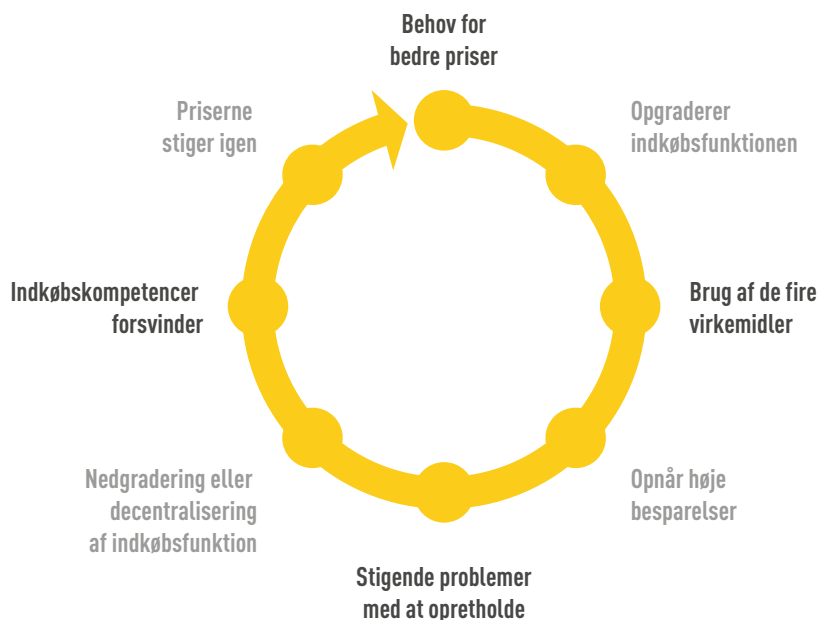 Behov for
bedre priser
Opgraderer
indkøbsfunktionen
Brug af de fire
virkemidler
Opnår høje
besparelser
Stigende problemer
med at opretholde
Nedgradering eller
decentralisering
af indkøbsfunktion
Indkøbskompetencer
forsvinder
Priserne
stiger igen